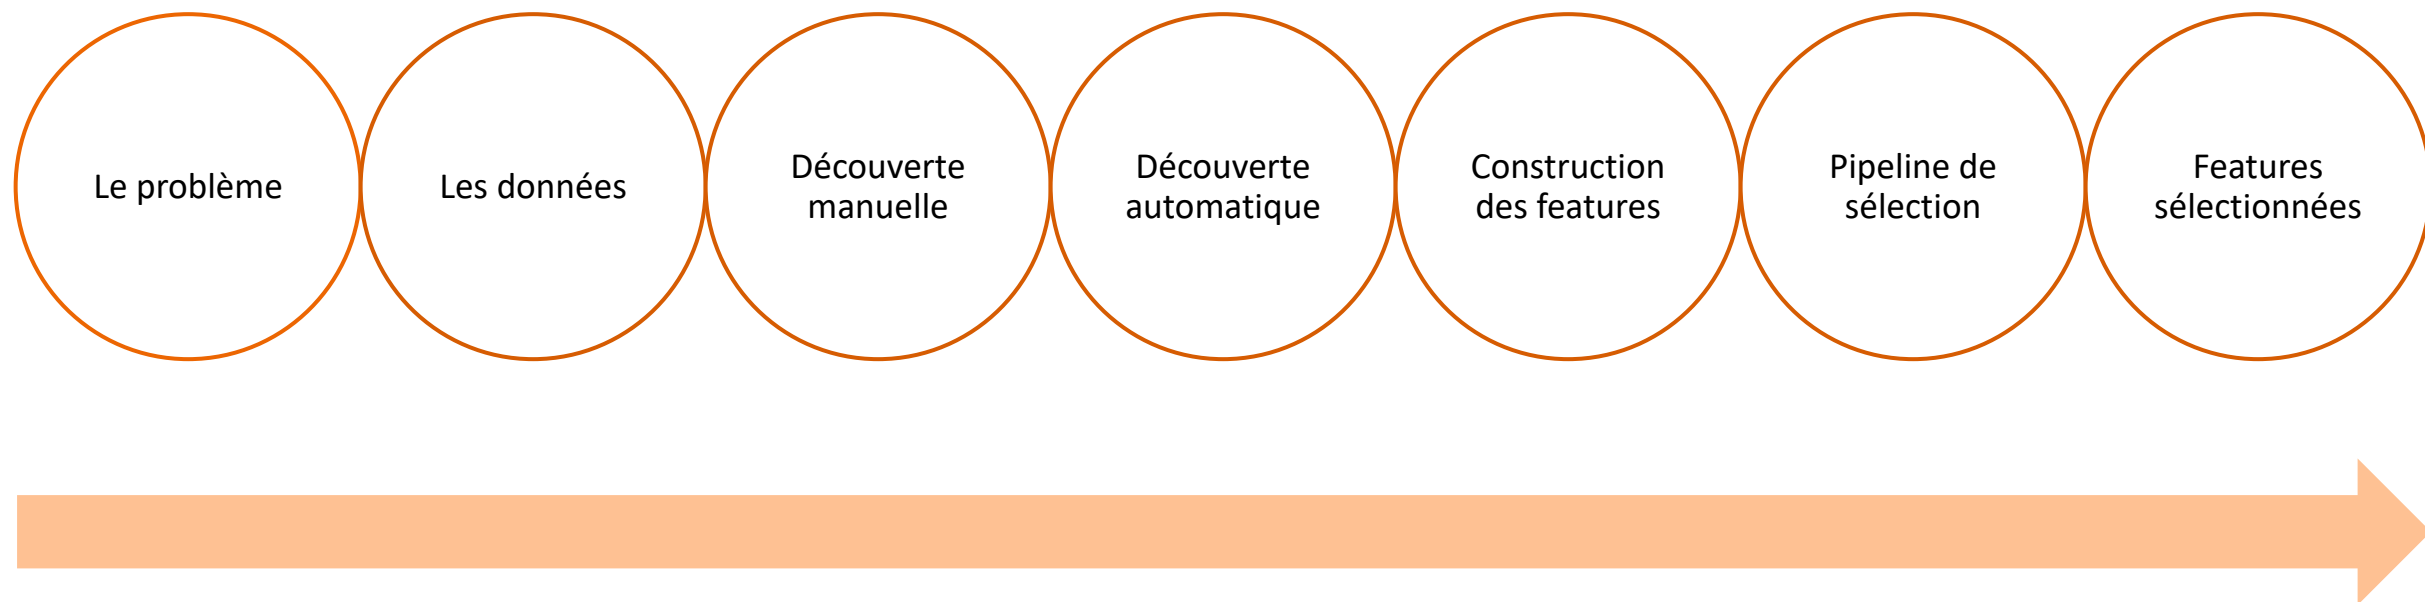 Le problème
Les données
Découverte
manuelle
Découverte
automatique
Construction
des features
Pipeline de
sélection
Features
sélectionnées